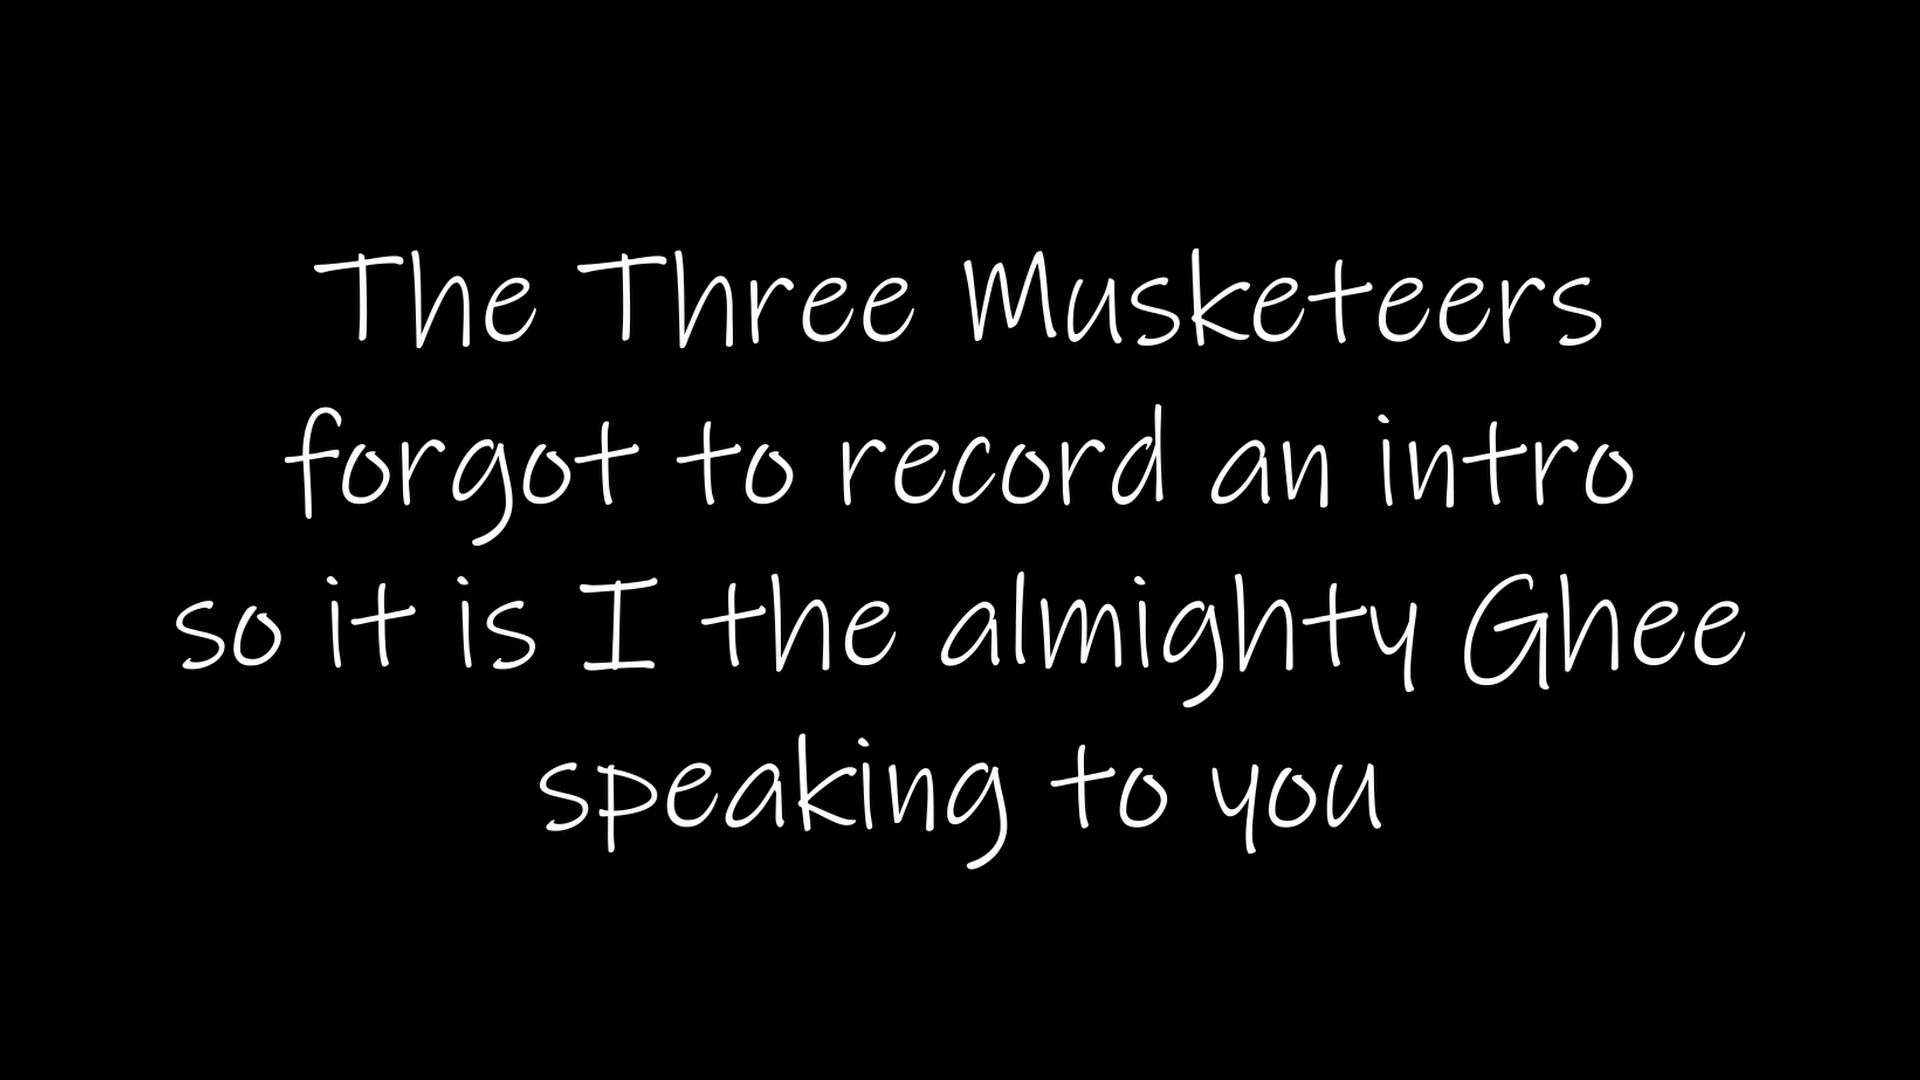 The Three Musketeers
forgot to record an intro
so it is I the almighty Ghee
speaking to you